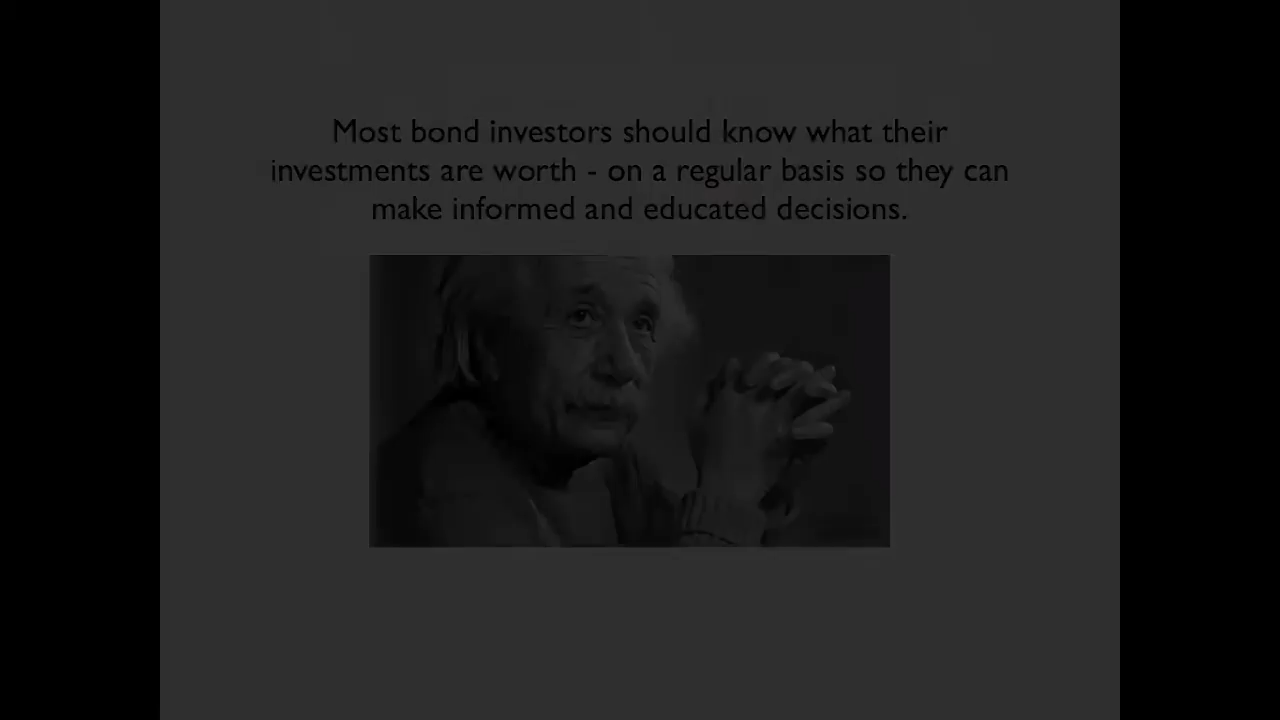 Most bond investors should know what their
investments are worth - on a regular basis so they can
make informed and educated decisions.